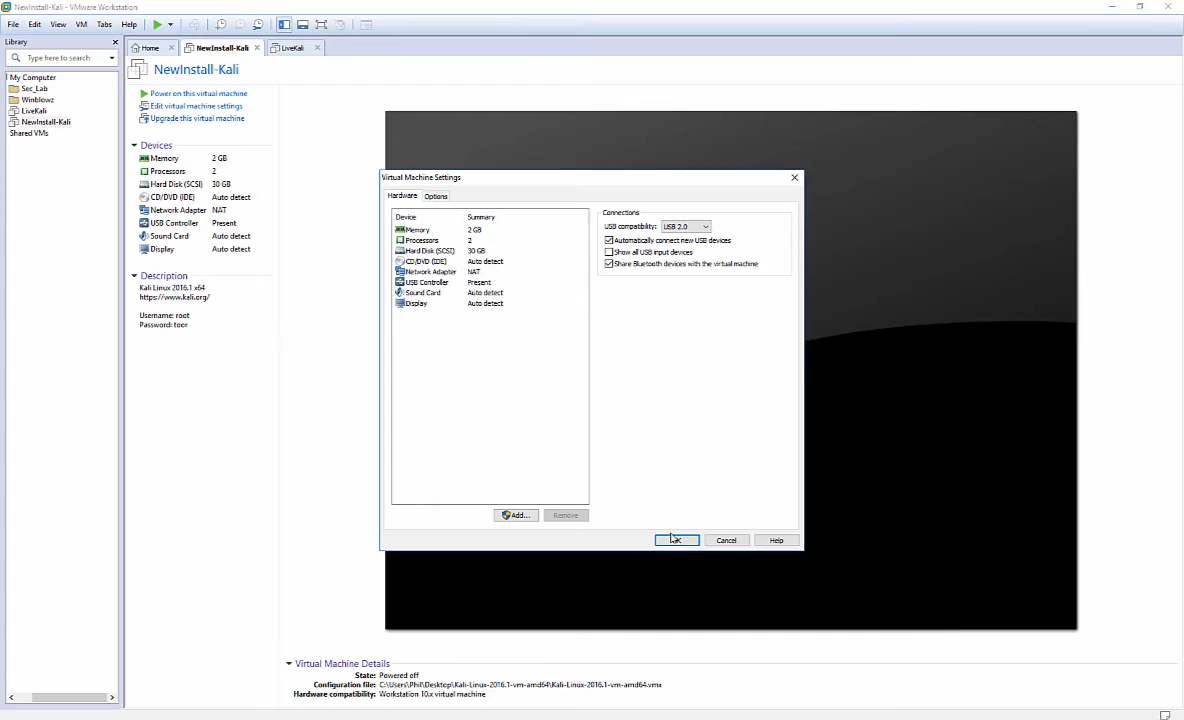 NewInstall-Kali - VMware Workstation
File Edit View VM Tabs Help
Library
Type here to search
My Computer
Sec_Lab
Winblowz
LiveKali
NewInstall-Kali
Shared VMs
Home NewInstall-Kali LiveKali
NewInstall-Kali
Power on this virtual machine
Edit virtual machine settings
Upgrade this virtual machine
Devices
Memory 2 GB
Processors 2
Hard Disk (SCSI) 30 GB
CD/DVD (IDE) Auto detect
Network Adapter NAT
USB Controller Present
Sound Card Auto detect
Display Auto detect
Description
Kali Linux 2016.1 x64
https://www.kali.org/
Username: root
Password: toor
Virtual Machine Settings
Hardware Options
Device Summary
Memory 2 GB
Processors 2
Hard Disk (SCSI) 30 GB
CD/DVD (IDE) Auto detect
Network Adapter NAT
USB Controller Present
Sound Card Auto detect
Display Auto detect
Add... Remove
Connections
USB compatibility: USB 2.0
Automatically connect new USB devices
Show all USB input devices
Share Bluetooth devices with the virtual machine
Cancel Help
Virtual Machine Details
State: Powered off
Configuration file: C:\Users\Phil\Desktop\Kali-Linux-2016.1-vm-amd64\Kali-Linux-2016.1-vm-amd64.vmx
Hardware compatibility: Workstation 10.x virtual machine